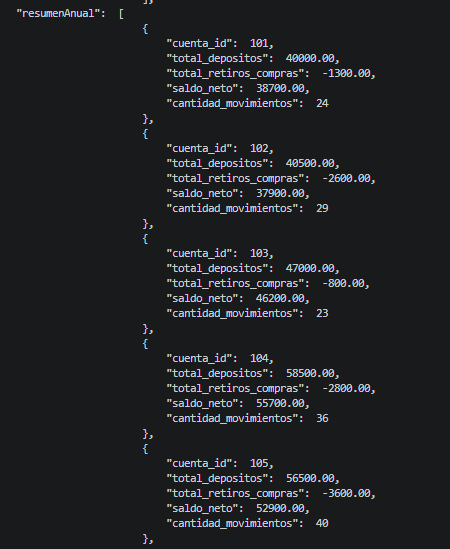 ],
"resumenAnual":  [
{
"cuenta_id":  101,
"total_depositos":  40000.00,
"total_retiros_compras":  -1300.00,
"saldo_neto":  38700.00,
"cantidad_movimientos":  24
},
{
"cuenta_id":  102,
"total_depositos":  40500.00,
"total_retiros_compras":  -2600.00,
"saldo_neto":  37900.00,
"cantidad_movimientos":  29
},
{
"cuenta_id":  103,
"total_depositos":  47000.00,
"total_retiros_compras":  -800.00,
"saldo_neto":  46200.00,
"cantidad_movimientos":  23
},
{
"cuenta_id":  104,
"total_depositos":  58500.00,
"total_retiros_compras":  -2800.00,
"saldo_neto":  55700.00,
"cantidad_movimientos":  36
},
{
"cuenta_id":  105,
"total_depositos":  56500.00,
"total_retiros_compras":  -3600.00,
"saldo_neto":  52900.00,
"cantidad_movimientos":  40
},